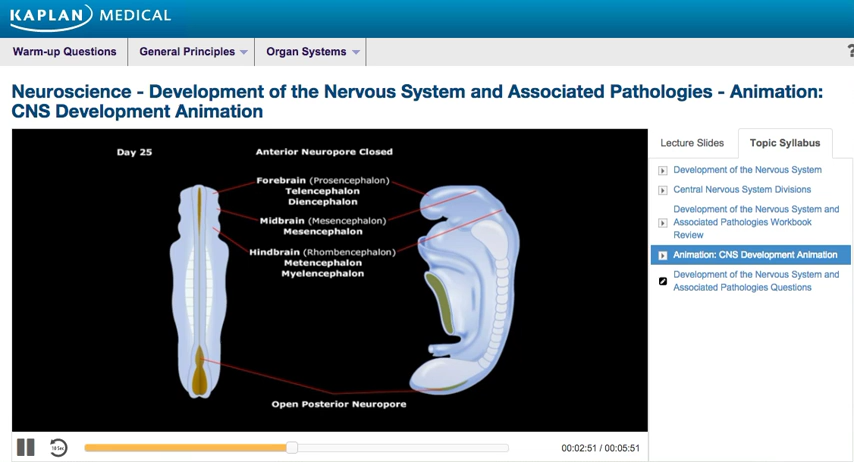 KAPLAN MEDICAL
Warm-up Questions
General Principles
Organ Systems
?
Neuroscience - Development of the Nervous System and Associated Pathologies - Animation:
CNS Development Animation
Day 25
Anterior Neuropore Closed
Forebrain (Prosencephalon)
Telencephalon
Diencephalon
Midbrain (Mesencephalon)
Mesencephalon
Hindbrain (Rhombencephalon)
Metencephalon
Myelencephalon
Open Posterior Neuropore
10 Sec
00:02:51 / 00:05:51
Lecture Slides
Topic Syllabus
Development of the Nervous System
Central Nervous System Divisions
Development of the Nervous System and
Associated Pathologies Workbook
Review
Animation: CNS Development Animation
Development of the Nervous System and
Associated Pathologies Questions